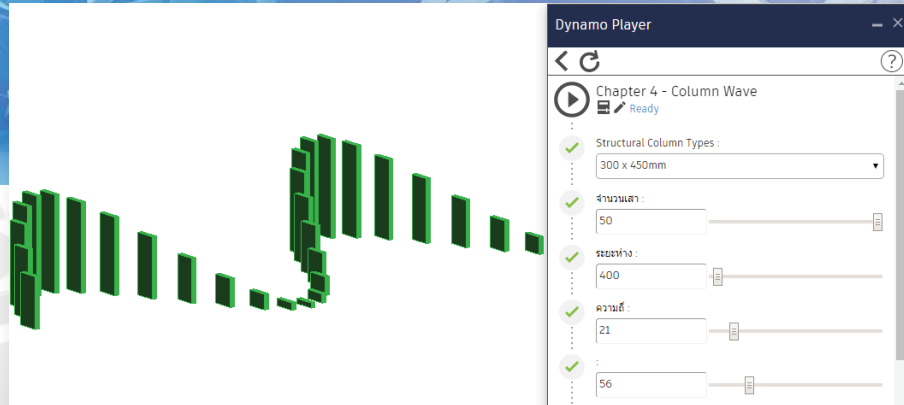 Dynamo Player
?
Chapter 4 - Column Wave
Ready
Structural Column Types :
300 x 450mm
จำนวนเสา :
50
ระยะห่าง :
400
ความถี่ :
21
:
56